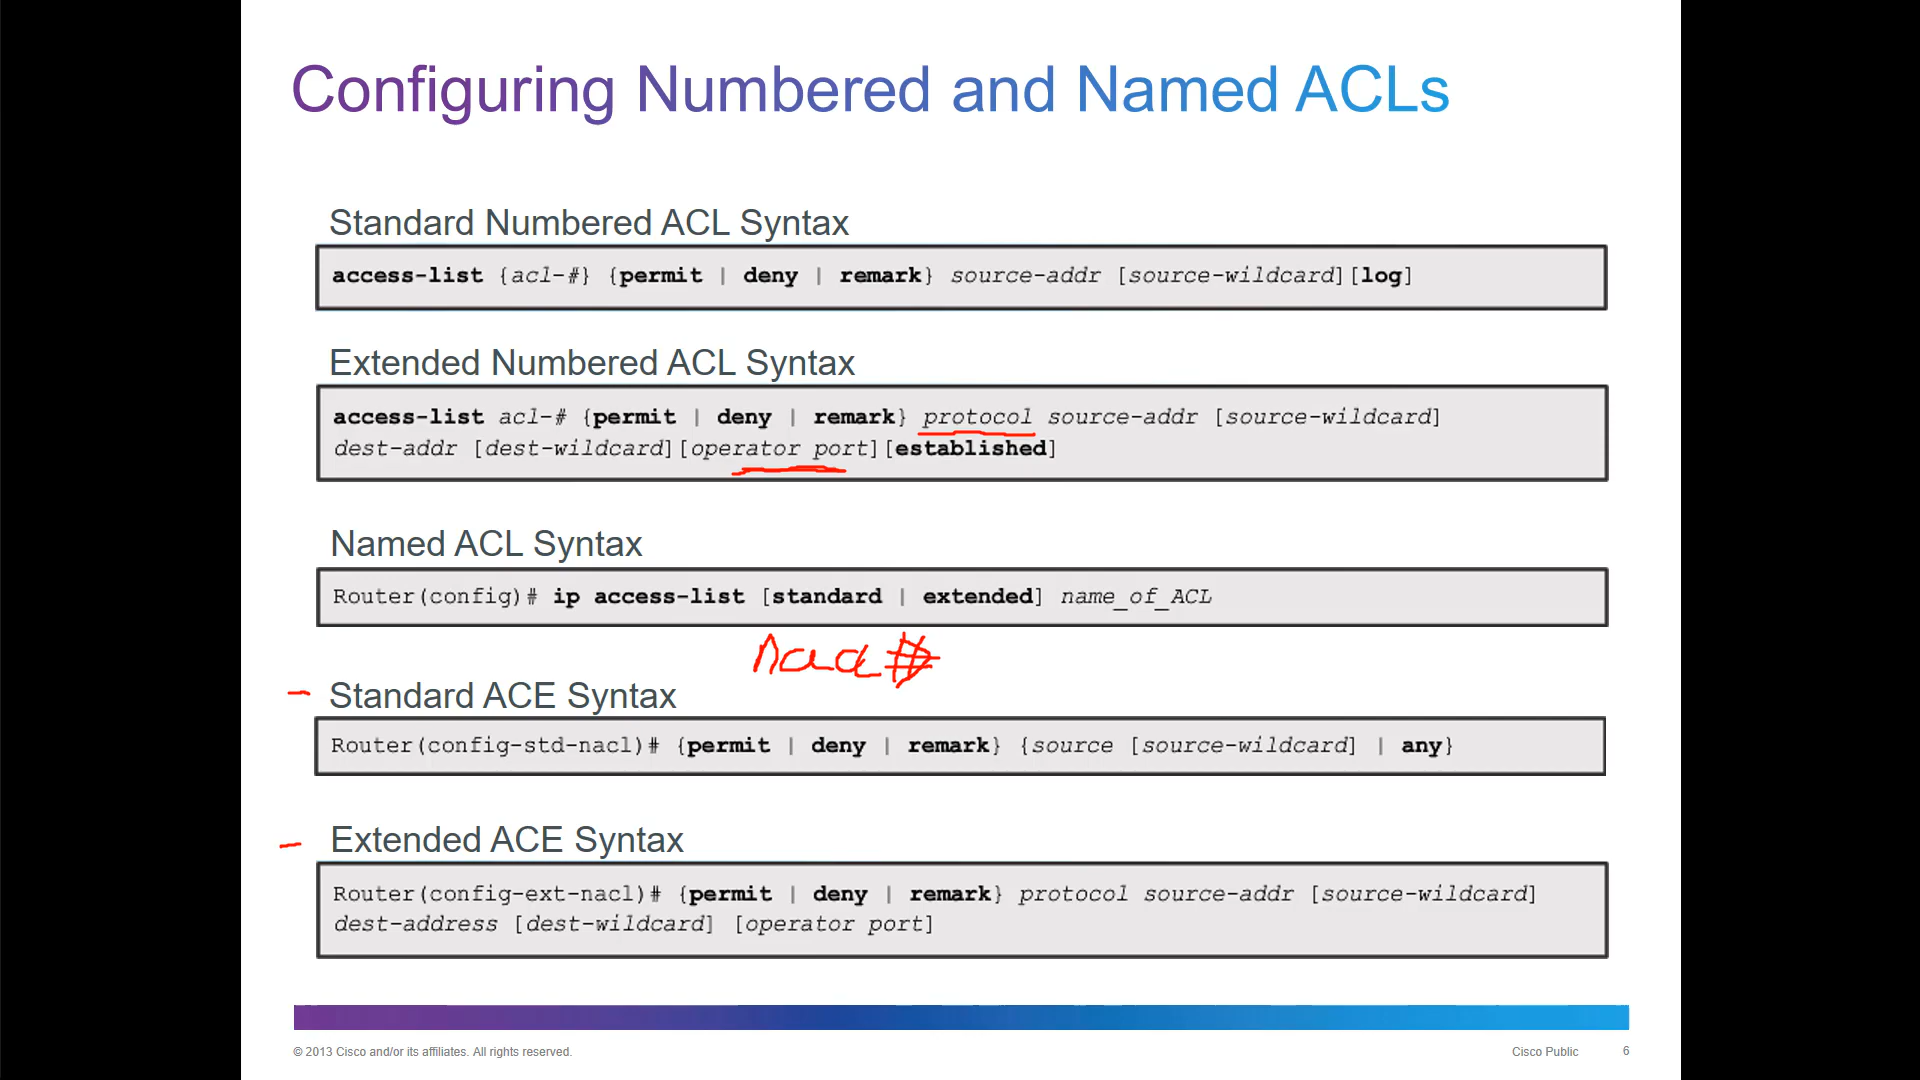 Configuring Numbered and Named ACLs
Standard Numbered ACL Syntax
access-list {acl-#} {permit | deny | remark} source-addr [source-wildcard][log]
Extended Numbered ACL Syntax
access-list acl-# {permit | deny | remark} protocol source-addr [source-wildcard]
dest-addr [dest-wildcard][operator port][established]
Named ACL Syntax
Router(config)# ip access-list [standard | extended] name_of_ACL
Standard ACE Syntax
Router(config-std-nacl)# {permit | deny | remark} {source [source-wildcard] | any}
Extended ACE Syntax
Router(config-ext-nacl)# {permit | deny | remark} protocol source-addr [source-wildcard]
dest-address [dest-wildcard] [operator port]
© 2013 Cisco and/or its affiliates. All rights reserved.
Cisco Public
6